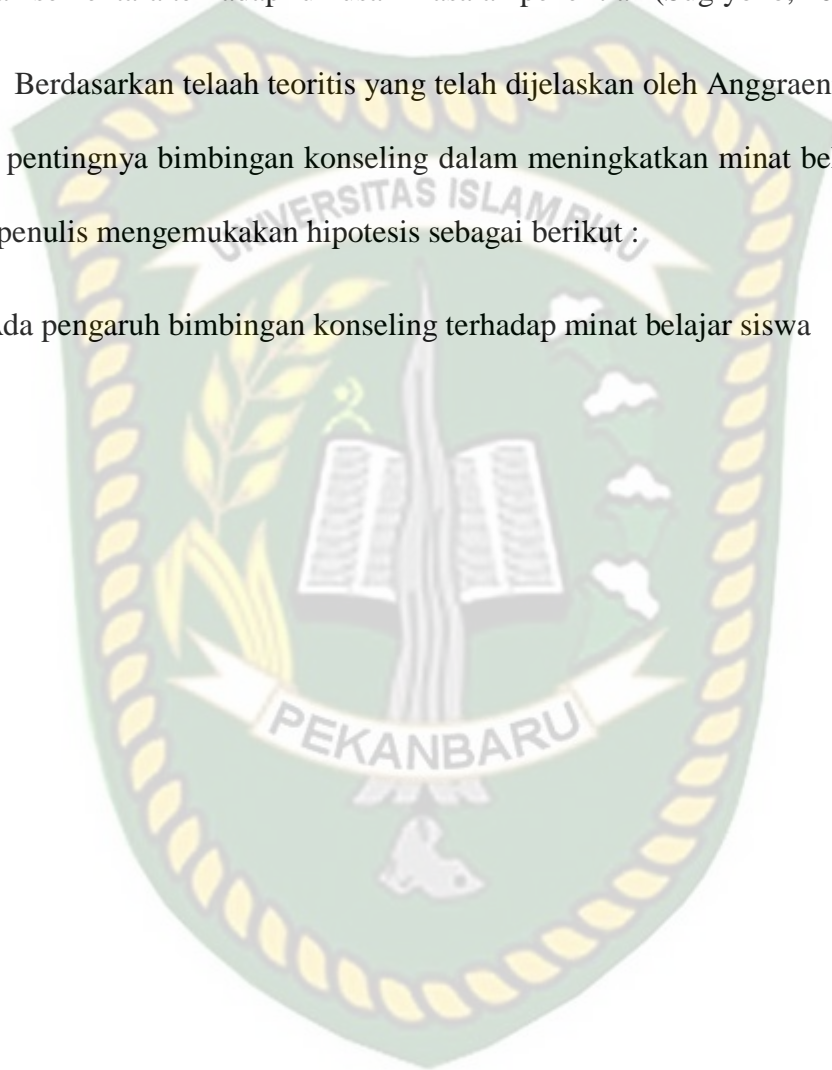 Berdasarkan telaah teoritis yang telah dijelaskan oleh Anggraen
pentingnya bimbingan konseling dalam meningkatkan minat bel
UNIVERSITAS ISLAM RIAU
penulis mengemukakan hipotesis sebagai berikut :
da pengaruh bimbingan konseling terhadap minat belajar siswa
PEKANBARU